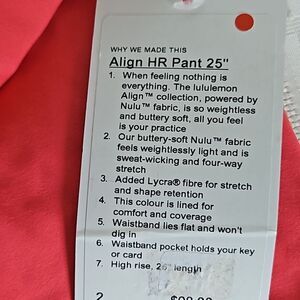 WHY WE MADE THIS
Align HR Pant 25"
1. When feeling nothing is
everything. The lululemon
Align™ collection, powered by
Nulu™ fabric, is so weightless
and buttery soft, all you feel
is your practice
2. Our buttery-soft Nulu™ fabric
feels weightlessly light and is
sweat-wicking and four-way
stretch
3. Added Lycra® fibre for stretch
and shape retention
4. This colour is lined for
comfort and coverage
5. Waistband lies flat and won't
dig in
6. Waistband pocket holds your key
or card
7. High rise, length
2